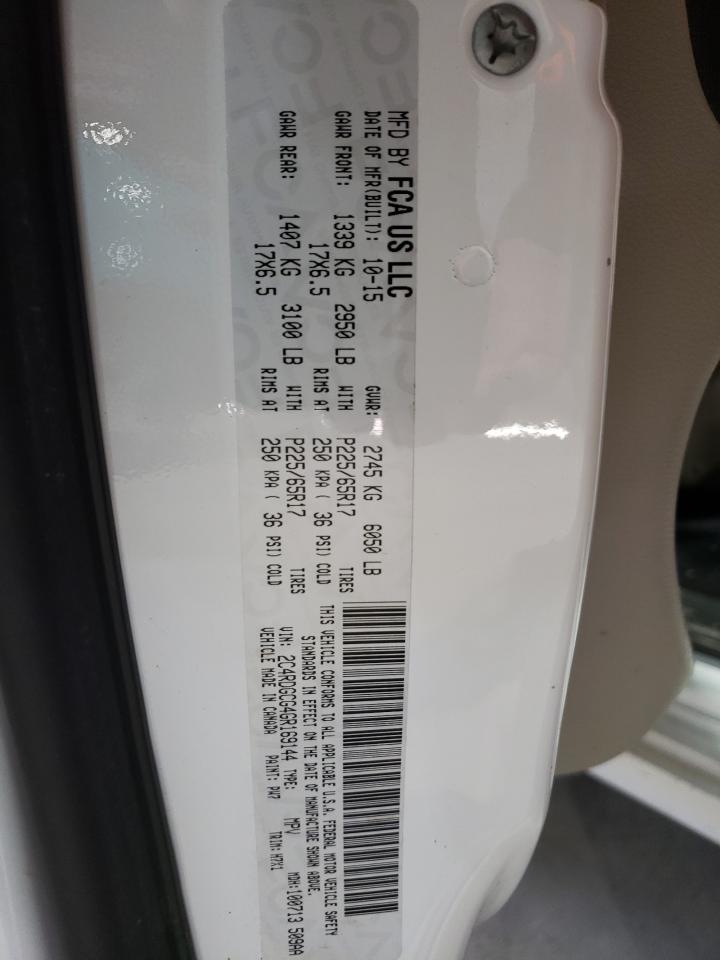 MFD BY FCA US LLC
DATE OF MFR(BUILT): 10-15 GVWR: 2745 KG 6050 LB
GAWR FRONT: 1339 KG 2950 LB WITH P225/65R17 TIRES
17X6.5 RIMS AT 250 KPA ( 36 PSI) COLD
GAWR REAR: 1407 KG 3100 LB WITH P225/65R17 TIRES
17X6.5 RIMS AT 250 KPA ( 36 PSI) COLD
THIS VEHICLE CONFORMS TO ALL APPLICABLE U.S.A. FEDERAL MOTOR VEHICLE SAFETY
STANDARDS IN EFFECT ON THE DATE OF MANUFACTURE SHOWN ABOVE.
VIN: 2C4RDGCG4GR169144 TYPE: MPV MDH:100713 509AA
VEHICLE MADE IN CANADA PAINT: PW7 TRIM:H7X1